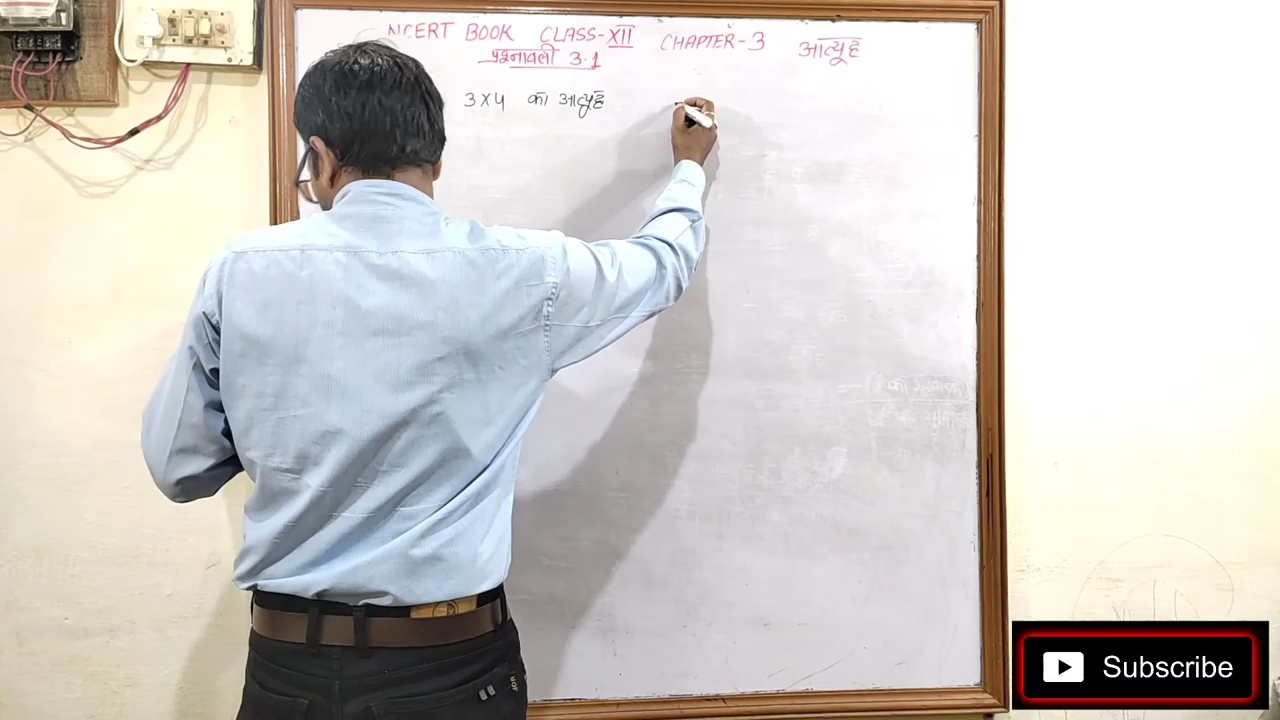 NCERT BOOK CLASS-XII CHAPTER-3 आव्यूह
प्रश्नावली 3.1
3×4 का आव्यूह
Subscribe